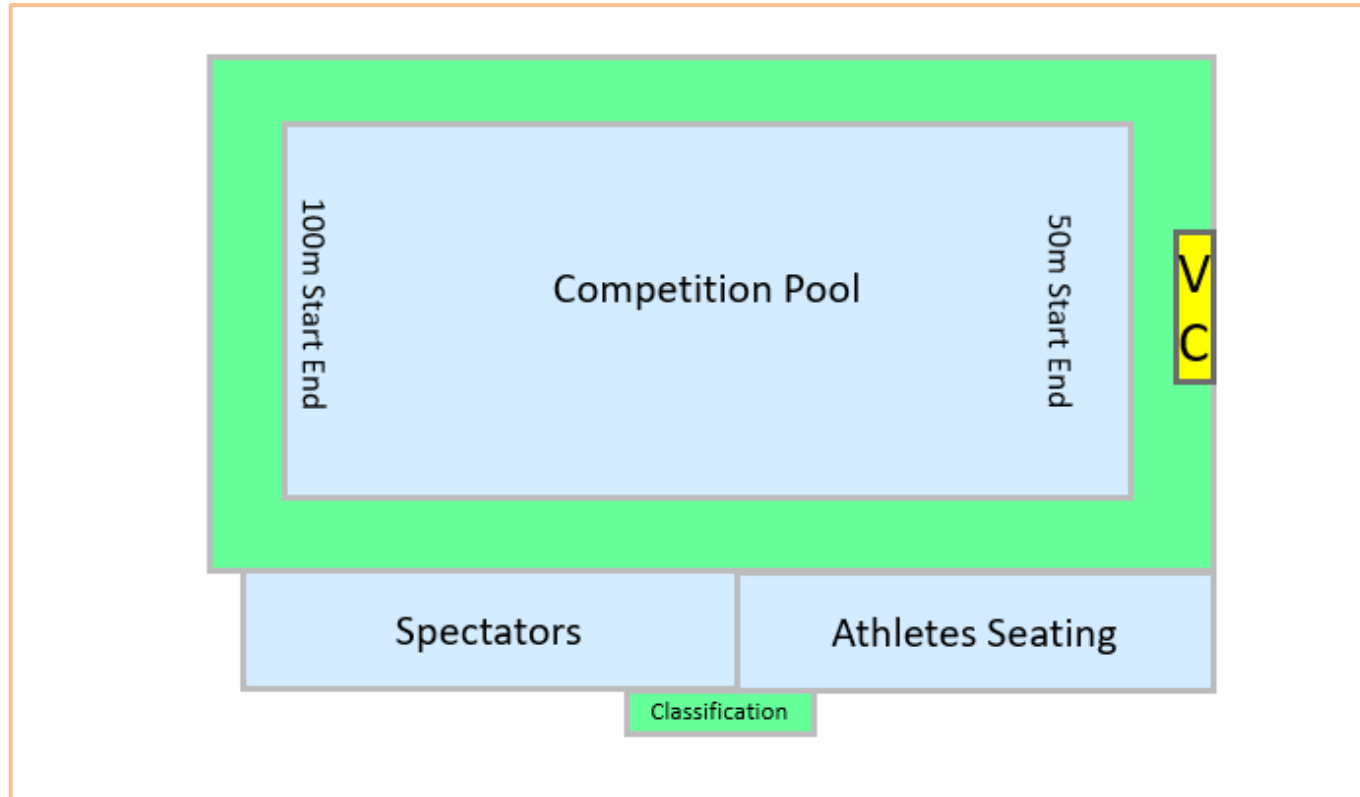 100m Start End
Competition Pool
50m Start End
V
C
Spectators
Athletes Seating
Classification